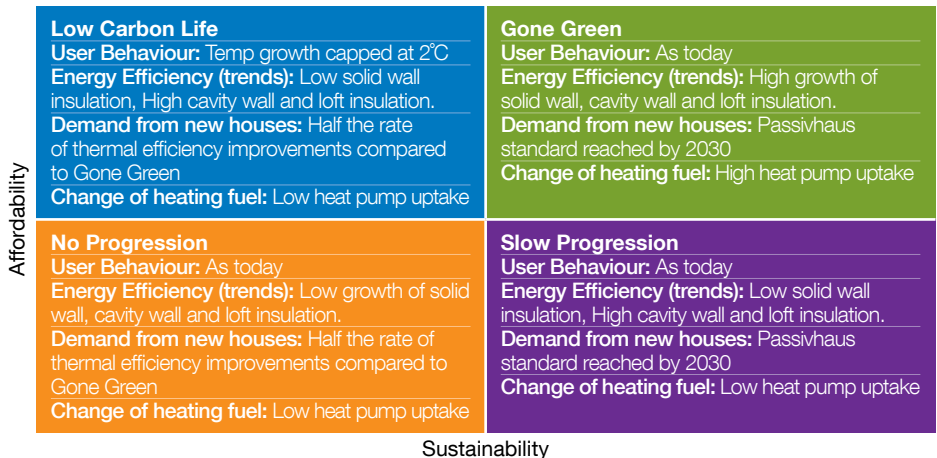 Low Carbon Life
User Behaviour: Temp growth capped at 2°C
Energy Efficiency (trends): Low solid wall
insulation, High cavity wall and loft insulation.
Demand from new houses: Half the rate
of thermal efficiency improvements compared
to Gone Green
Change of heating fuel: Low heat pump uptake
Gone Green
User Behaviour: As today
Energy Efficiency (trends): High growth of
solid wall, cavity wall and loft insulation.
Demand from new houses: Passivhaus
standard reached by 2030
Change of heating fuel: High heat pump uptake
Affordability
No Progression
User Behaviour: As today
Energy Efficiency (trends): Low growth of solid
wall, cavity wall and loft insulation.
Demand from new houses: Half the rate of
thermal efficiency improvements compared to
Gone Green
Change of heating fuel: Low heat pump uptake
Slow Progression
User Behaviour: As today
Energy Efficiency (trends): Low solid wall
insulation, High cavity wall and loft insulation.
Demand from new houses: Passivhaus
standard reached by 2030
Change of heating fuel: Low heat pump uptake
Sustainability